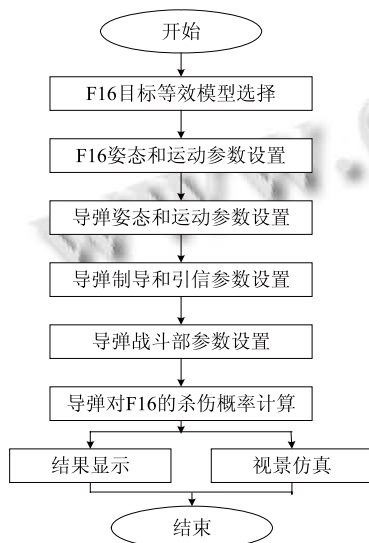 开始
F16目标等效模型选择
F16姿态和运动参数设置
导弹姿态和运动参数设置
导弹制导和引信参数设置
导弹战斗部参数设置
导弹对F16的杀伤概率计算
结果显示
视景仿真
结束